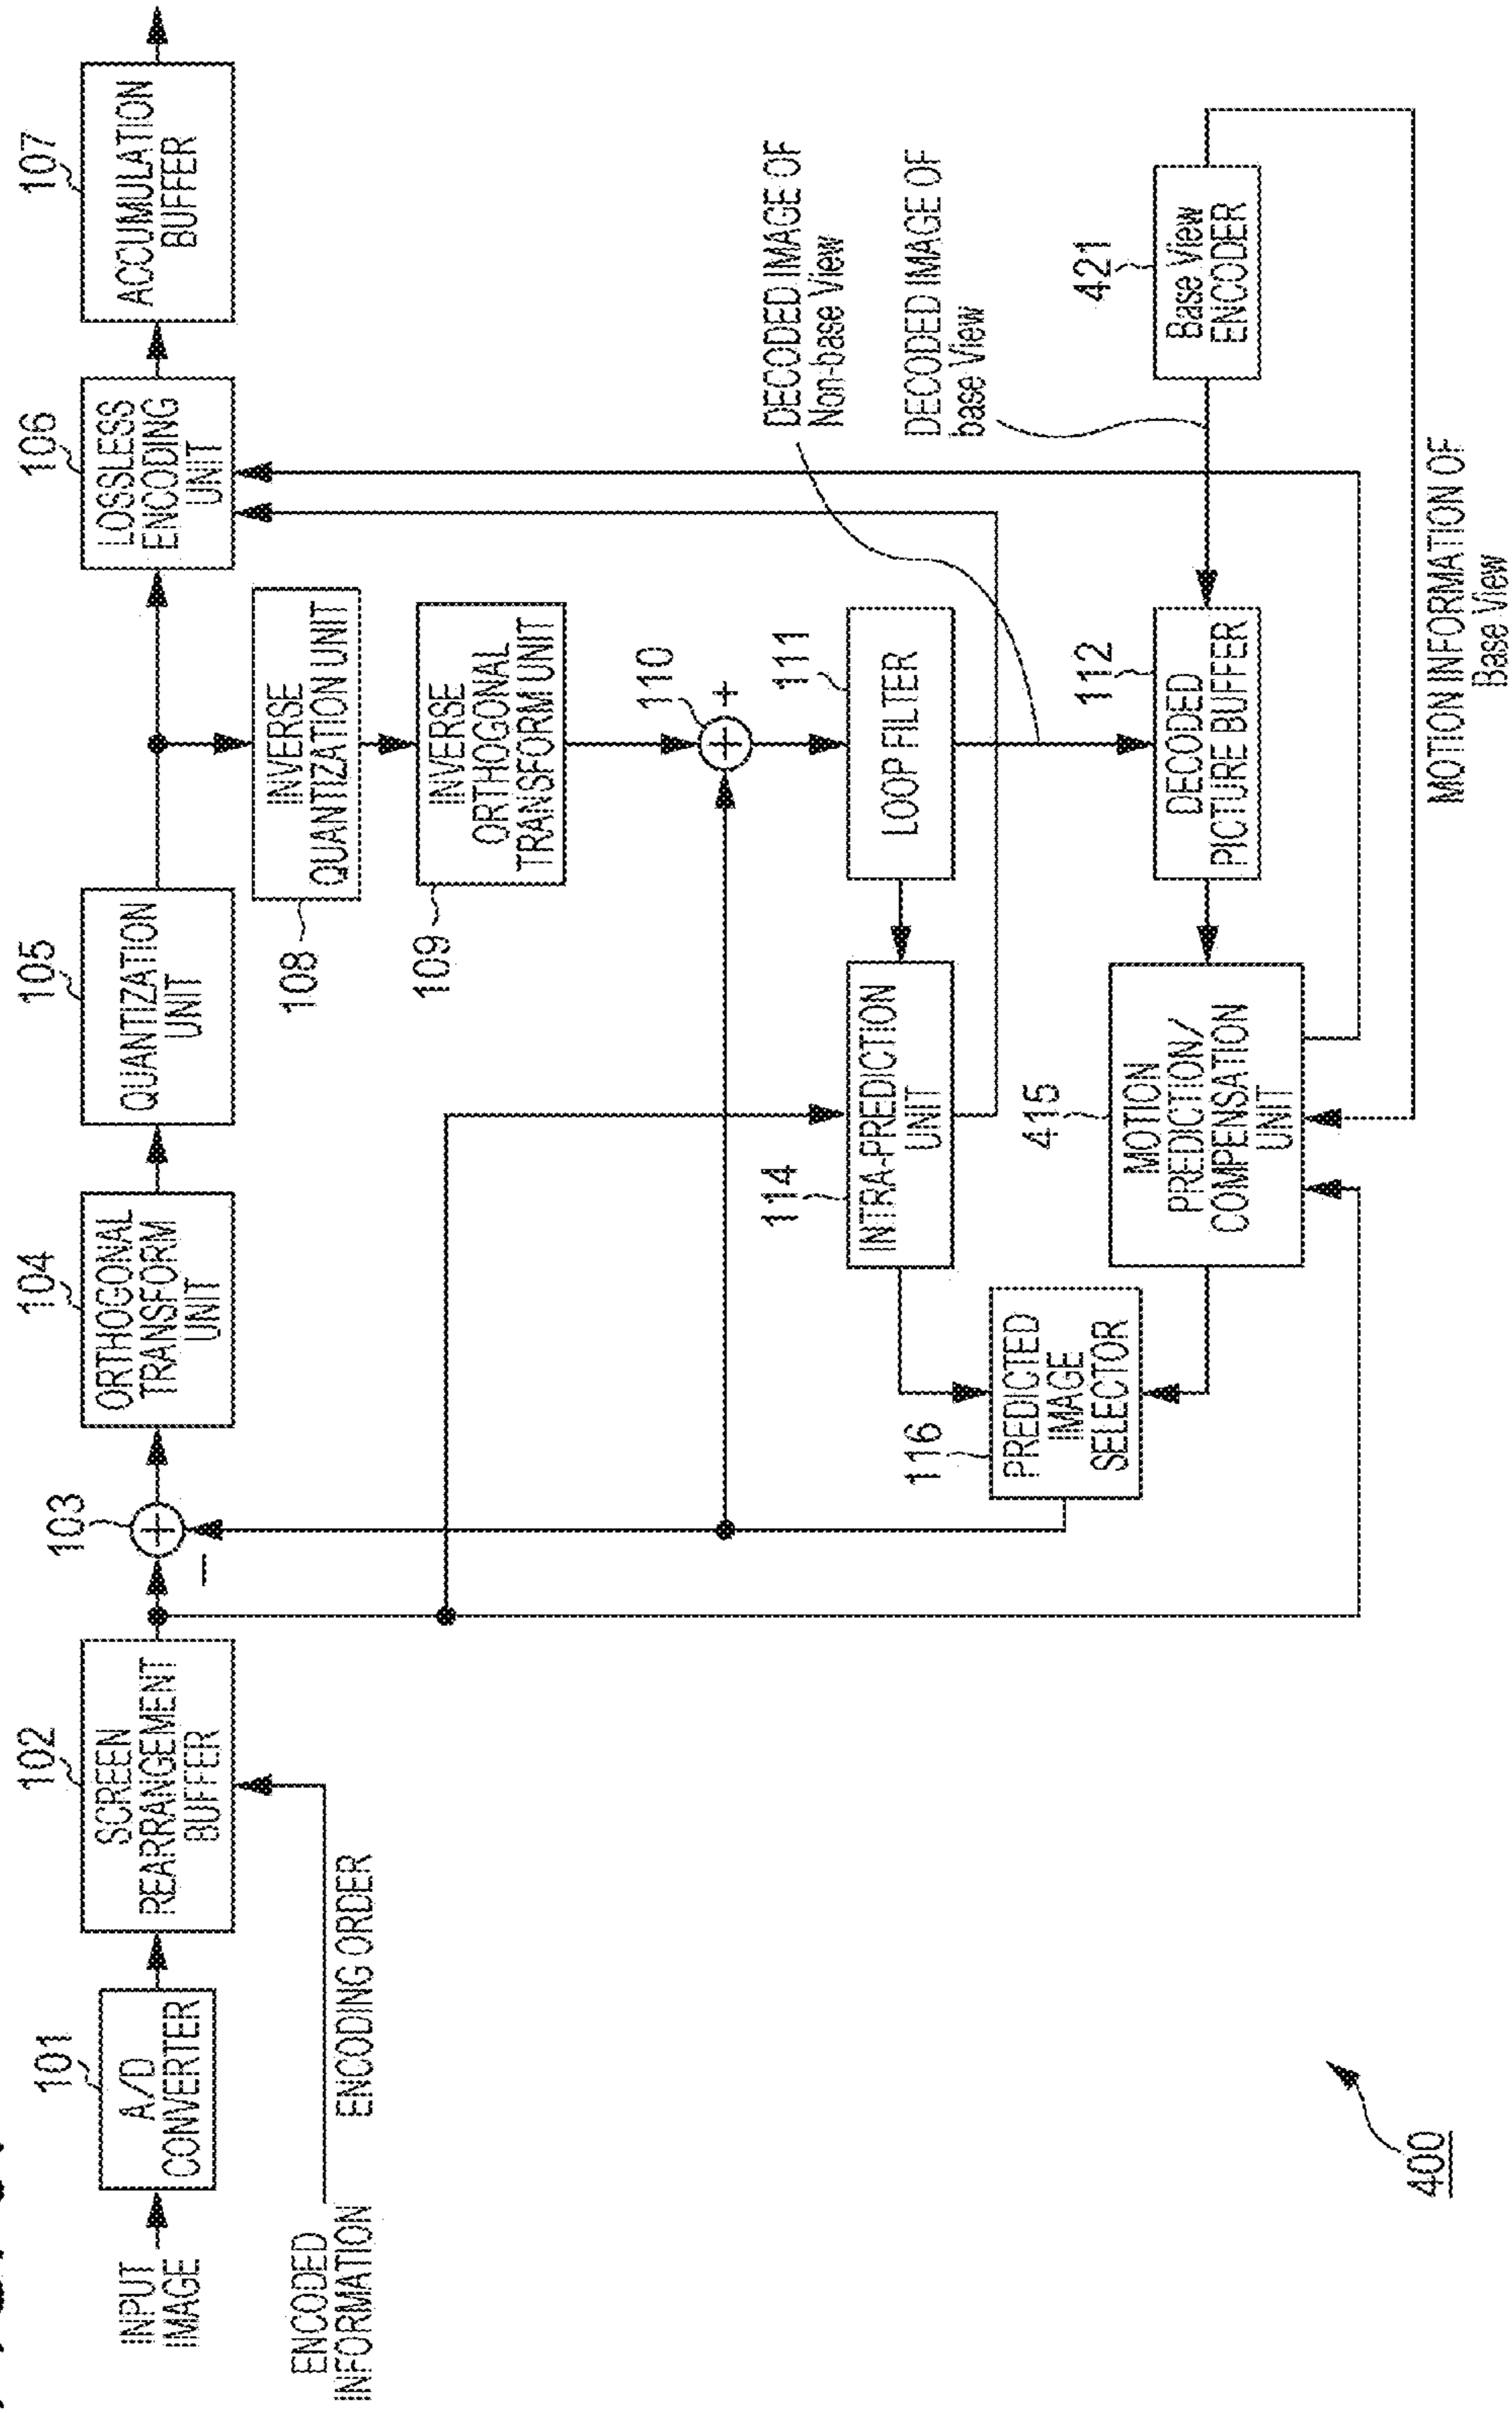 INPUT
IMAGE
101
A/D
CONVERTER
102
SCREEN
REARRANGEMENT
BUFFER
ENCODED
INFORMATION
ENCODING ORDER
103
+
–
104
ORTHOGONAL
TRANSFORM
UNIT
105
QUANTIZATION
UNIT
106
LOSSLESS
ENCODING
UNIT
107
ACCUMULATION
BUFFER
108
INVERSE
QUANTIZATION UNIT
109
INVERSE
ORTHOGONAL
TRANSFORM UNIT
110
+
+
111
LOOP FILTER
DECODED IMAGE OF
Non-base View
DECODED IMAGE OF
base View
114
INTRA-PREDICTION
UNIT
116
PREDICTED
IMAGE
SELECTOR
415
MOTION
PREDICTION/
COMPENSATION
UNIT
112
DECODED
PICTURE BUFFER
421
Base View
ENCODER
MOTION INFORMATION OF
Base View
400